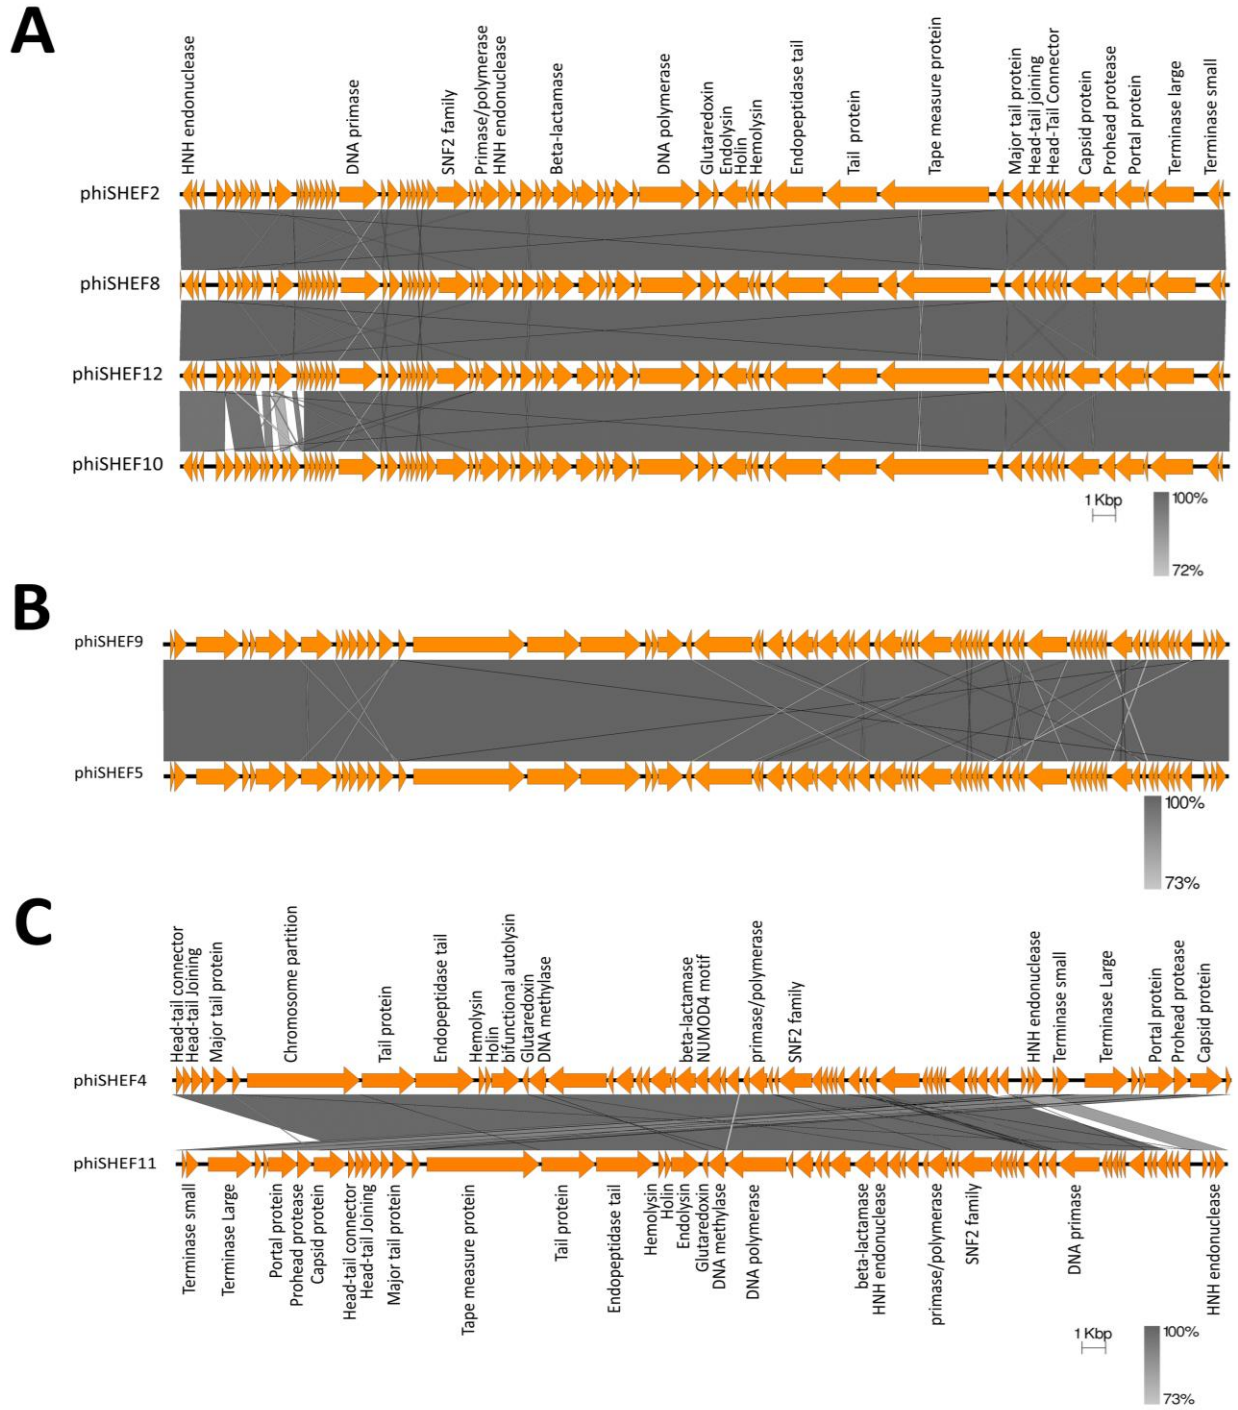 A
HNH endonuclease
DNA primase
SNF2 family
Primase/polymerase
HNH endonuclease
Beta-lactamase
DNA polymerase
Glutaredoxin
Endolysin
Holin
Hemolysin
Endopeptidase tail
Tail protein
Tape measure protein
Major tail protein
Head-tail joining
Head-Tail Connector
Capsid protein
Prohead protease
Portal protein
Terminase large
Terminase small
phiSHEF2
phiSHEF8
phiSHEF12
phiSHEF10
1 Kbp
100%
72%
B
phiSHEF9
phiSHEF5
100%
73%
C
Head-tail connector
Head-tail Joining
Major tail protein
Chromosome partition
Tail protein
Endopeptidase tail
Hemolysin
Holin
bifunctional autolysin
Glutaredoxin
DNA methylase
beta-lactamase
NUMOD4 motif
primase/polymerase
SNF2 family
HNH endonuclease
Terminase small
Terminase Large
Portal protein
Prohead protease
Capsid protein
phiSHEF4
phiSHEF11
Terminase small
Terminase Large
Portal protein
Prohead protease
Capsid protein
Head-tail connector
Head-tail Joining
Major tail protein
Tape measure protein
Tail protein
Endopeptidase tail
Hemolysin
Holin
Endolysin
Glutaredoxin
DNA methylase
DNA polymerase
beta-lactamase
HNH endonuclease
primase/polymerase
SNF2 family
DNA primase
HNH endonuclease
1 Kbp
100%
73%